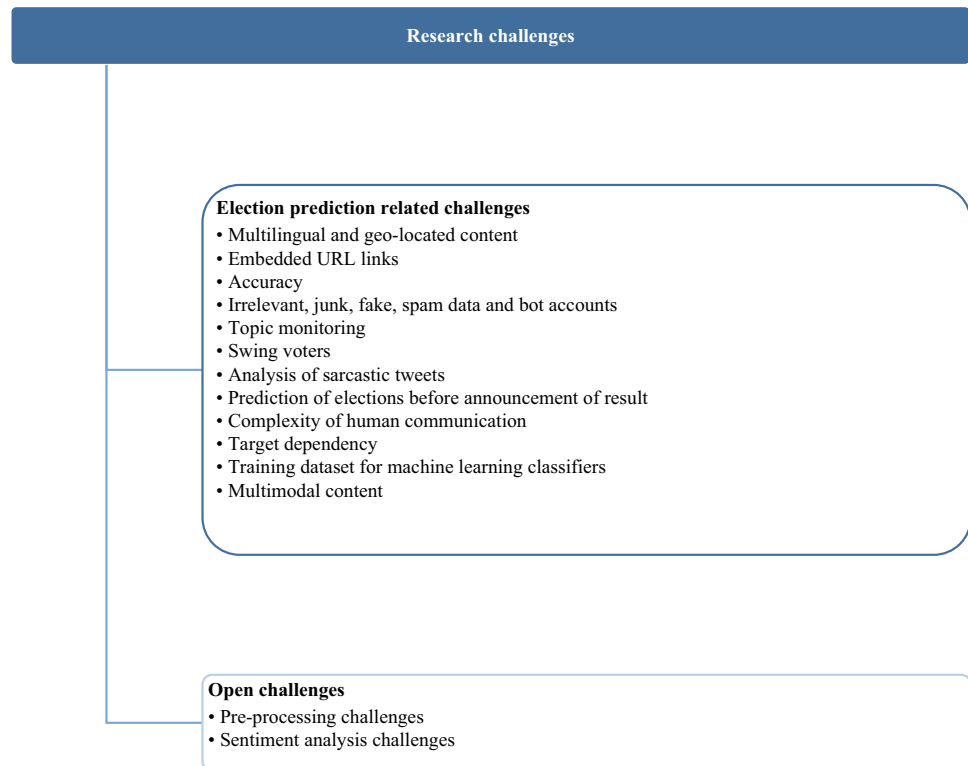 Research challenges
Election prediction related challenges
• Multilingual and geo-located content
• Embedded URL links
• Accuracy
• Irrelevant, junk, fake, spam data and bot accounts
• Topic monitoring
• Swing voters
• Analysis of sarcastic tweets
• Prediction of elections before announcement of result
• Complexity of human communication
• Target dependency
• Training dataset for machine learning classifiers
• Multimodal content
Open challenges
• Pre-processing challenges
• Sentiment analysis challenges